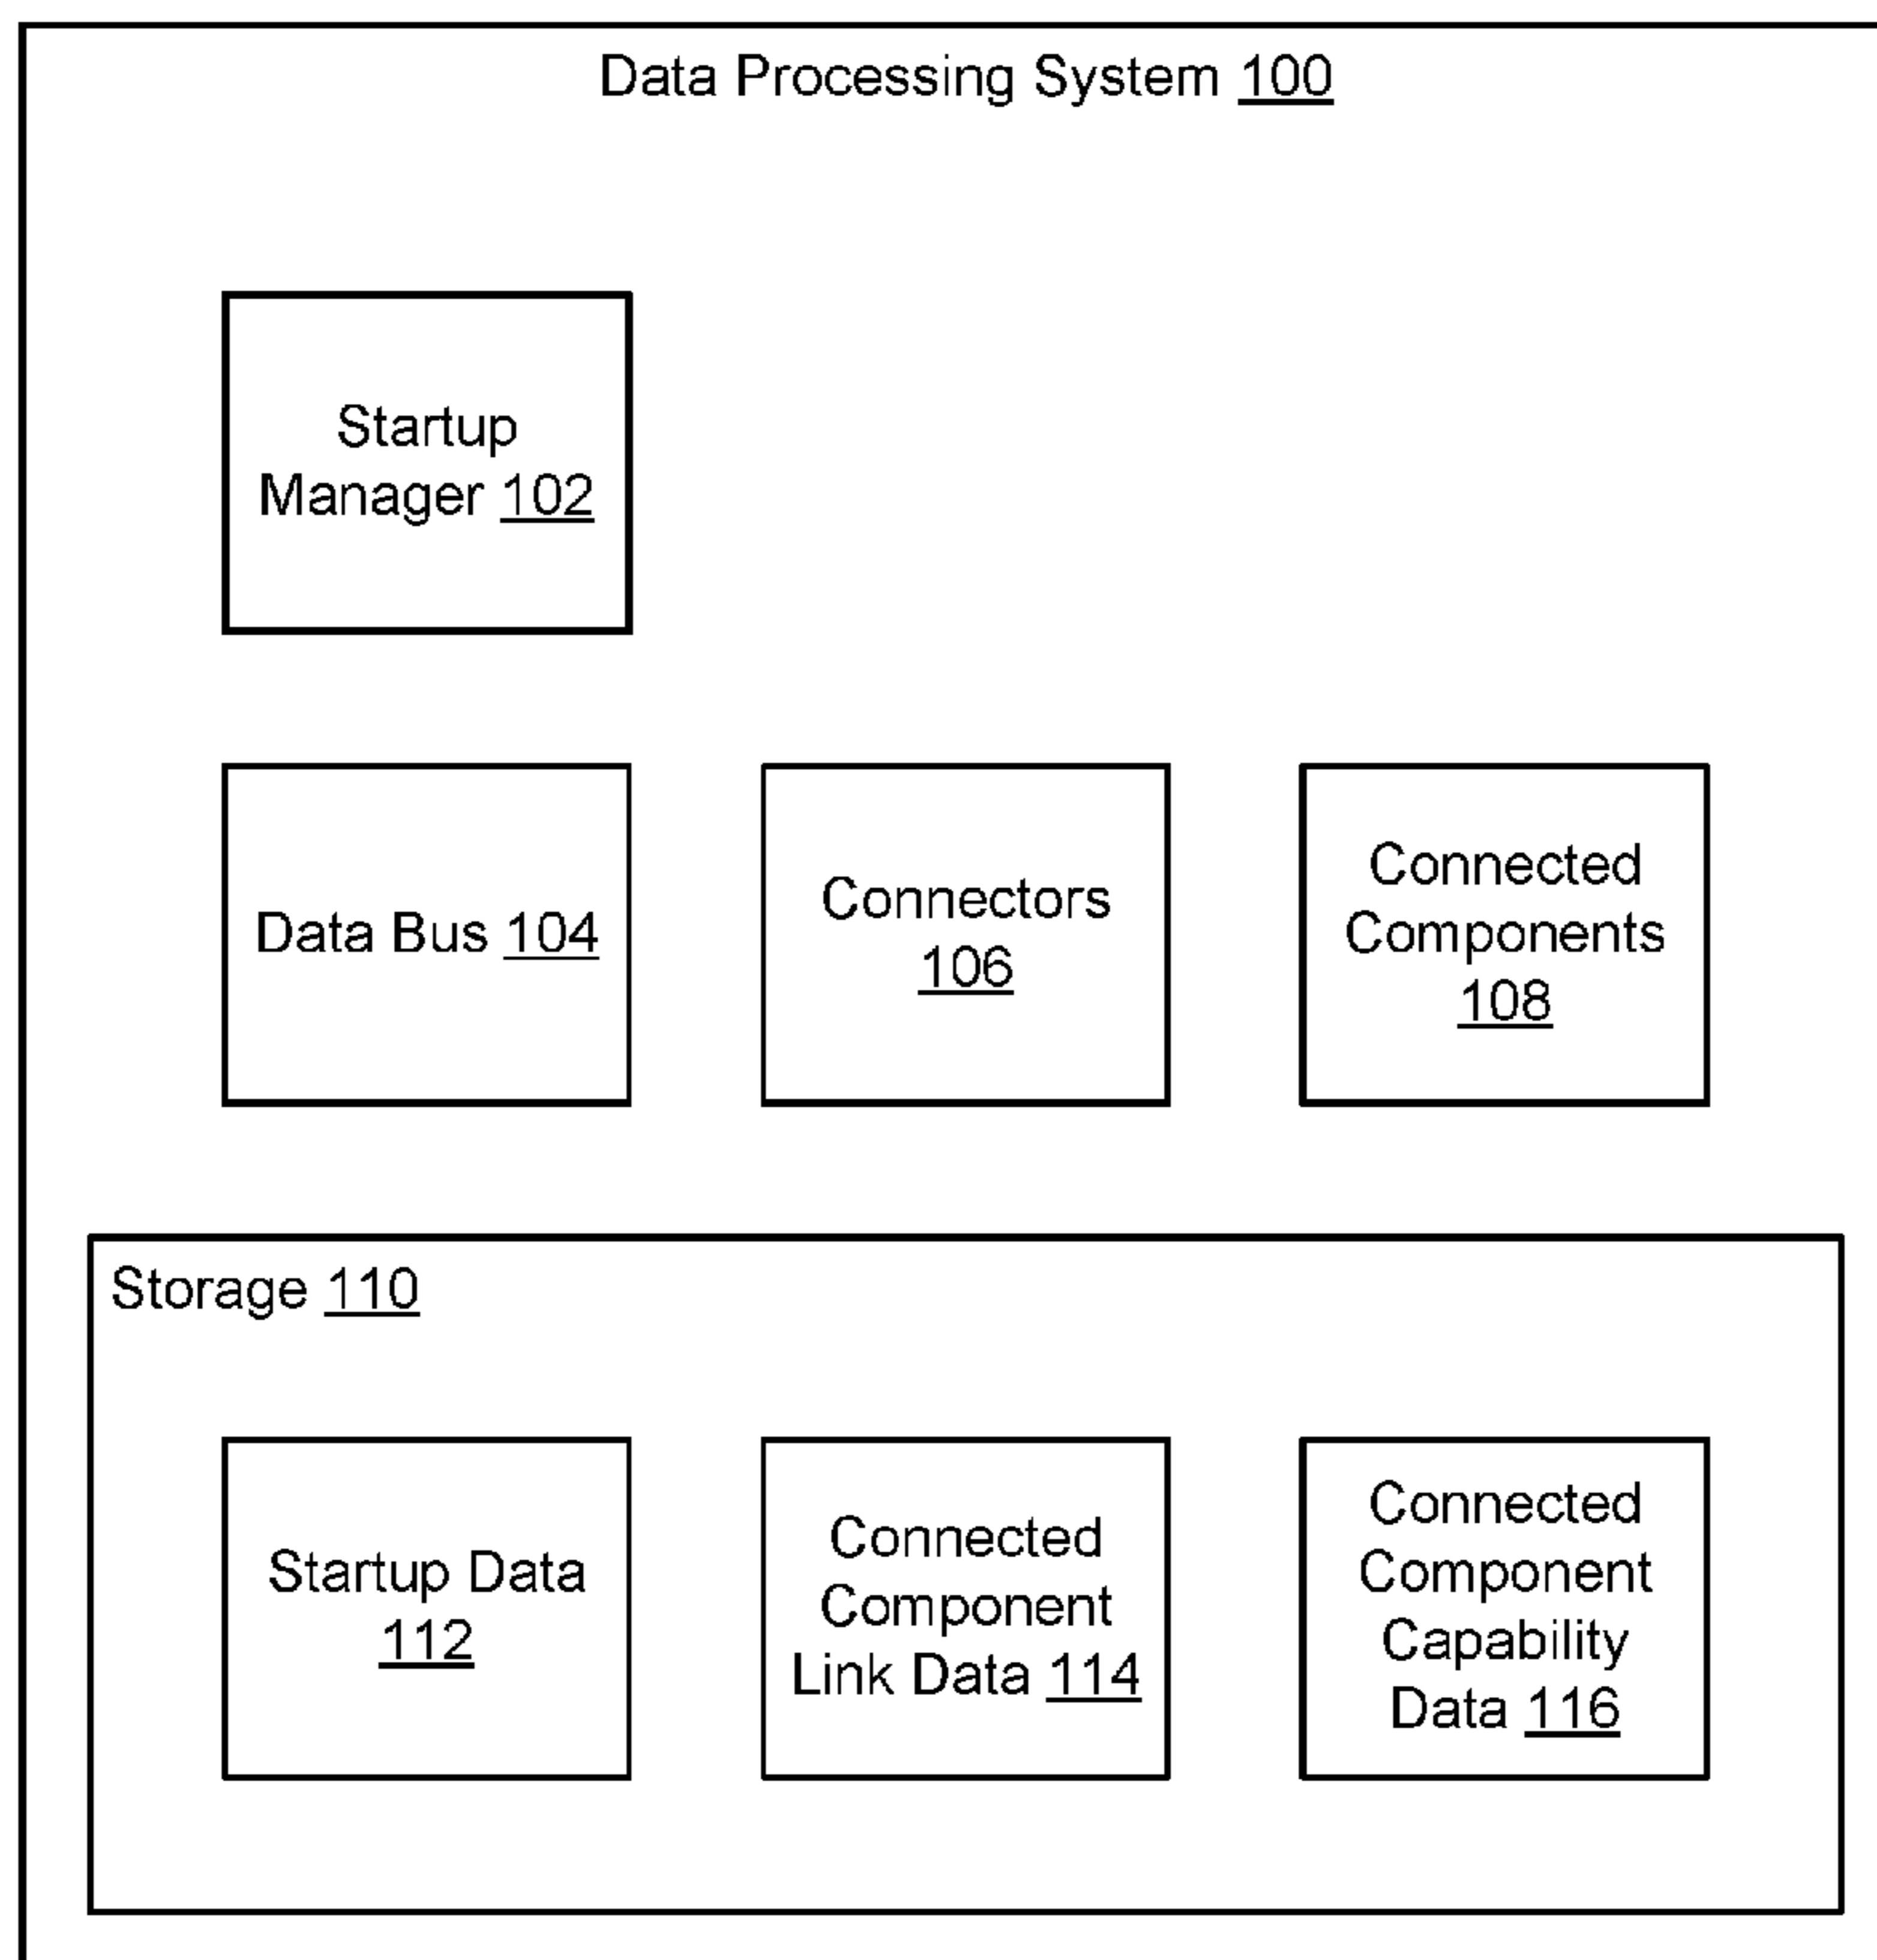 Data Processing System 100
Startup
Manager 102
Data Bus 104
Connectors
106
Connected
Components
108
Storage 110
Startup Data
112
Connected
Component
Link Data 114
Connected
Component
Capability
Data 116